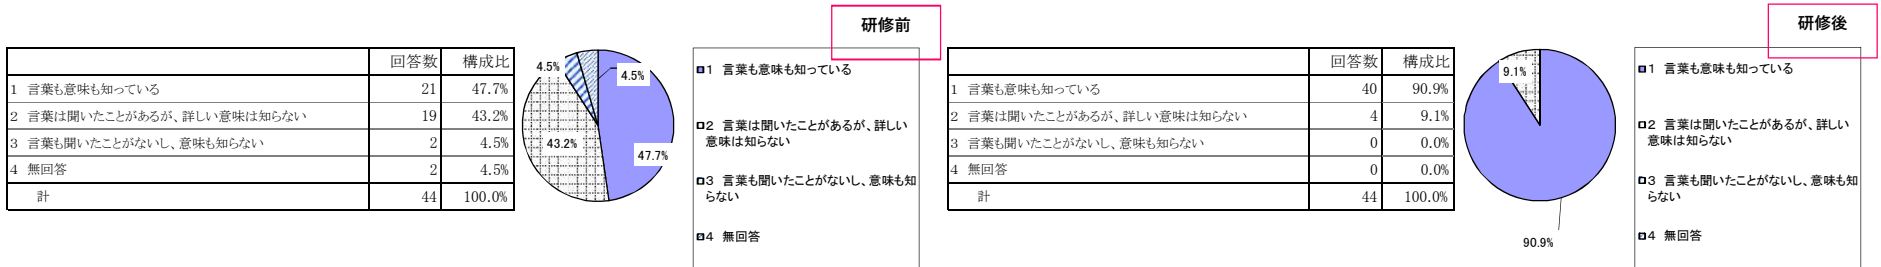 研修前
回答数 構成比
1 言葉も意味も知っている 21 47.7%
2 言葉は聞いたことがあるが、詳しい意味は知らない 19 43.2%
3 言葉も聞いたことがないし、意味も知らない 2 4.5%
4 無回答 2 4.5%
計 44 100.0%
4.5%
4.5%
43.2%
47.7%
1 言葉も意味も知っている
2 言葉は聞いたことがあるが、詳しい
意味は知らない
3 言葉も聞いたことがないし、意味も知
らない
4 無回答
研修後
回答数 構成比
1 言葉も意味も知っている 40 90.9%
2 言葉は聞いたことがあるが、詳しい意味は知らない 4 9.1%
3 言葉も聞いたことがないし、意味も知らない 0 0.0%
4 無回答 0 0.0%
計 44 100.0%
9.1%
90.9%
1 言葉も意味も知っている
2 言葉は聞いたことがあるが、詳しい
意味は知らない
3 言葉も聞いたことがないし、意味も知
らない
4 無回答